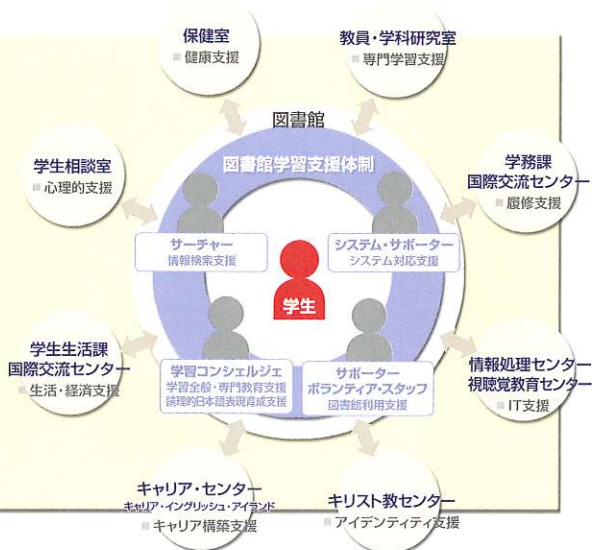 保健室
健康支援
教員・学科研究室
専門学習支援
図書館
図書館学習支援体制
学生相談室
心理的支援
学務課
国際交流センター
履修支援
サーチャー
情報検索支援
システム・サポーター
システム対応支援
学生
学生生活課
国際交流センター
生活・経済支援
学習コンシェルジェ
学習全般・専門教育支援
論理的日本語表現育成支援
サポーター
ボランティア・スタッフ
図書館利用支援
情報処理センター
視聴覚教育センター
IT支援
キャリア・センター
キャリア・イングリッシュ・アイランド
キャリア構築支援
キリスト教センター
アイデンティティ支援